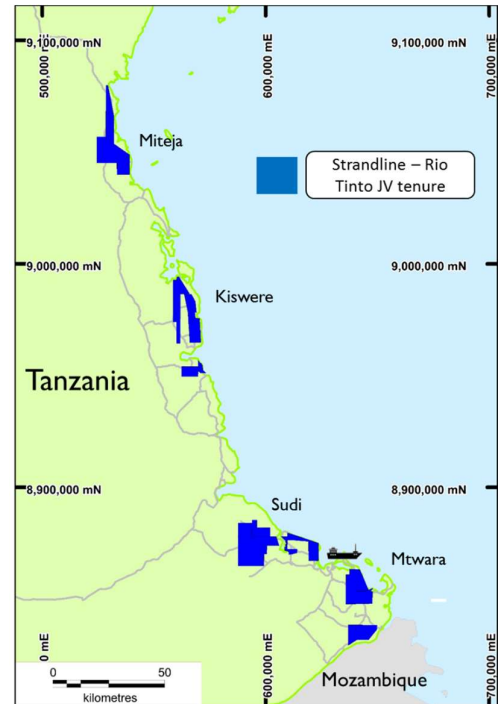 500,000 mE
600,000 mE
700,000 mE
9,100,000 mN
9,100,000 mN
Miteja
Strandline – Rio
Tinto JV tenure
9,000,000 mN
9,000,000 mN
Kiswere
Tanzania
8,900,000 mN
8,900,000 mN
Sudi
Mtwara
0 mE
600,000 mE
700,000 mE
0
50
kilometres
Mozambique